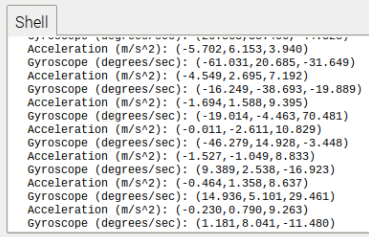 Shell
Acceleration (m/s^2): (-5.702,6.153,3.940)
Gyroscope (degrees/sec): (-61.031,20.685,-31.649)
Acceleration (m/s^2): (-4.549,2.695,7.192)
Gyroscope (degrees/sec): (-16.249,-38.693,-19.889)
Acceleration (m/s^2): (-1.694,1.588,9.395)
Gyroscope (degrees/sec): (-19.014,-4.463,70.481)
Acceleration (m/s^2): (-0.011,-2.611,10.829)
Gyroscope (degrees/sec): (-46.279,14.928,-3.448)
Acceleration (m/s^2): (-1.527,-1.049,8.833)
Gyroscope (degrees/sec): (9.389,2.538,-16.923)
Acceleration (m/s^2): (-0.464,1.358,8.637)
Gyroscope (degrees/sec): (14.936,5.101,29.461)
Acceleration (m/s^2): (-0.230,0.790,9.263)
Gyroscope (degrees/sec): (1.181,8.041,-11.480)